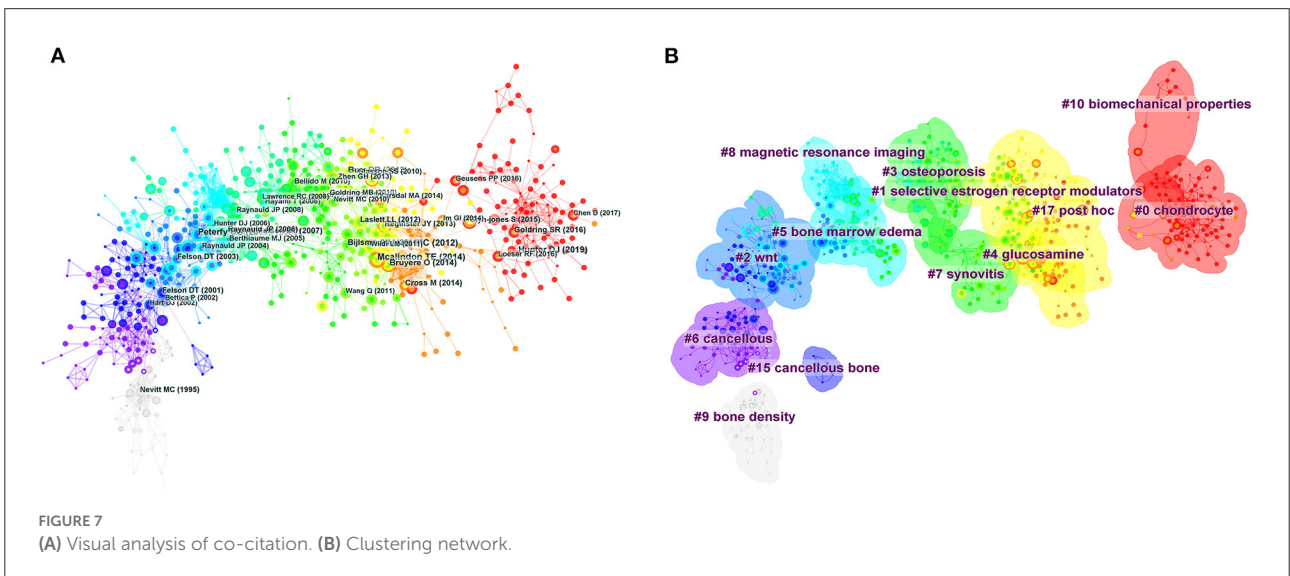 A
Bellido M (2010)
Zhen GH (2013)
Lawrence RC (2008)
Goldring MB (2010)
Nevitt MC (2010)
Geusens PP (2016)
Raynauld JP (2008)
Laslett LL (2012)
Chen D (2017)
Hunter DJ (2006)
Goldring SR (2016)
Berthiaume MJ (2005)
Raynauld JP (2004)
Felson DT (2003)
Hunter DJ (2019)
Loeser RF (2016)
Mcalindon TE (2014)
Bruyere O (2014)
Cross M (2014)
Wang Q (2011)
Felson DT (2001)
Bettica P (2002)
Hart DJ (2002)
Nevitt MC (1995)
B
#10 biomechanical properties
#8 magnetic resonance imaging
#3 osteoporosis
#1 selective estrogen receptor modulators
#17 post hoc
#0 chondrocyte
#5 bone marrow edema
#2 wnt
#4 glucosamine
#7 synovitis
#6 cancellous
#15 cancellous bone
#9 bone density
FIGURE 7
(A) Visual analysis of co-citation. (B) Clustering network.